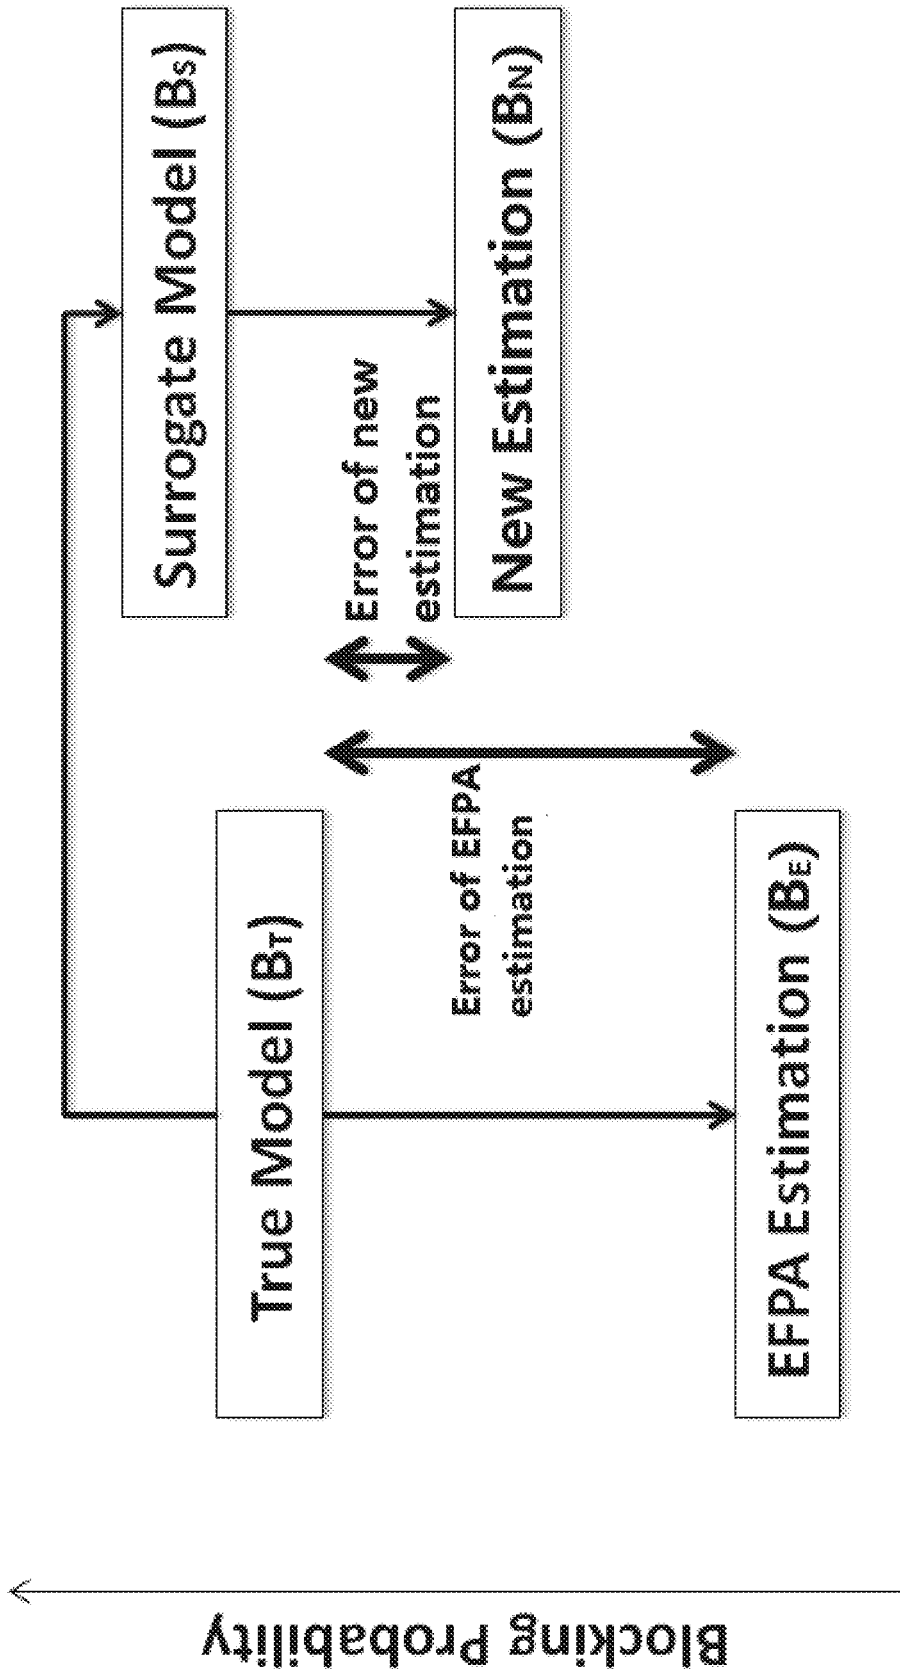 Surrogate Model (BS)
True Model (BT)
Error of new
estimation
New Estimation (BN)
Error of EFPA
estimation
EFPA Estimation (BE)
Blocking Probability